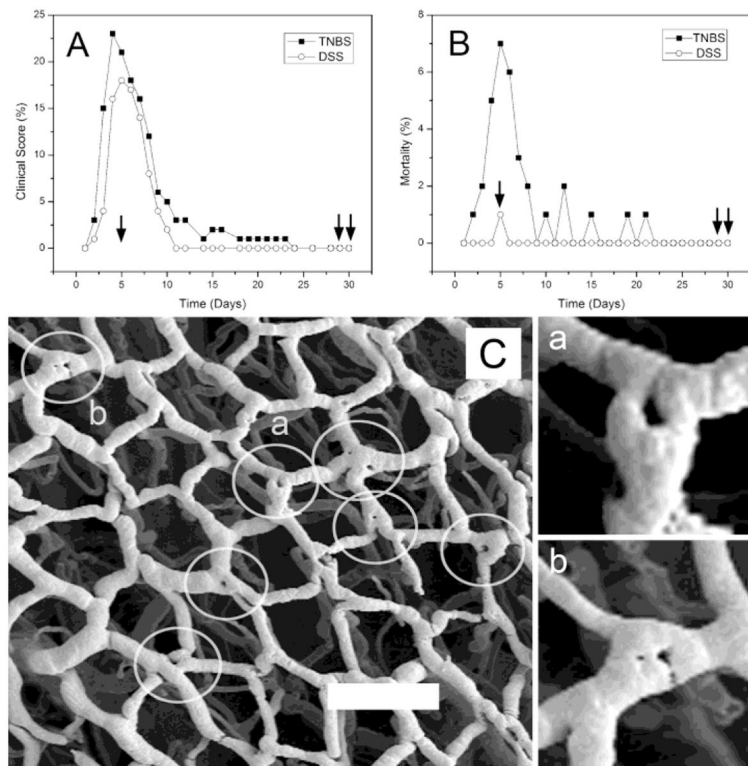 A
TNBS
DSS
Clinical Score (%)
25
20
15
10
5
0
0 5 10 15 20 25 30
Time (Days)
B
TNBS
DSS
Mortality (%)
8
6
4
2
0
0 5 10 15 20 25 30
Time (Days)
C
b
a
a
b